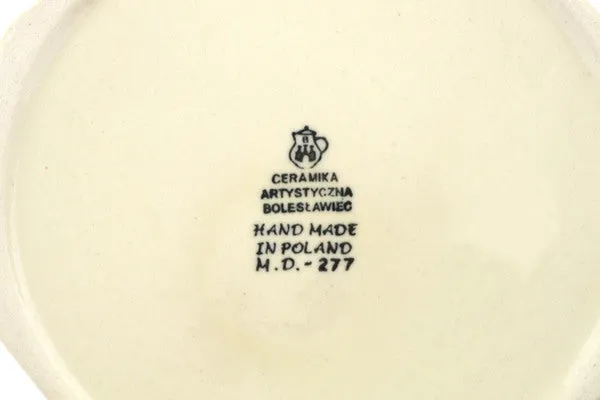 B
CERAMIKA
ARTYSTYCZNA
BOLESŁAWIEC
HAND MADE
IN POLAND
M.D.-277